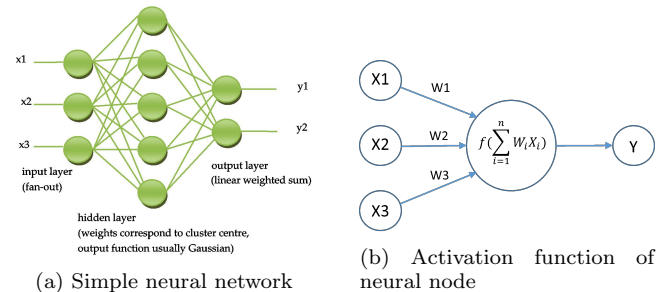 x1
x2
x3
y1
y2
input layer
(fan-out)
output layer
(linear weighted sum)
hidden layer
(weights correspond to cluster centre,
output function usually Gaussian)
(a) Simple neural network
X1
X2
X3
W1
W2
W3
f(∑ⁿᵢ₌₁ WᵢXᵢ)
Y
(b) Activation function of
neural node